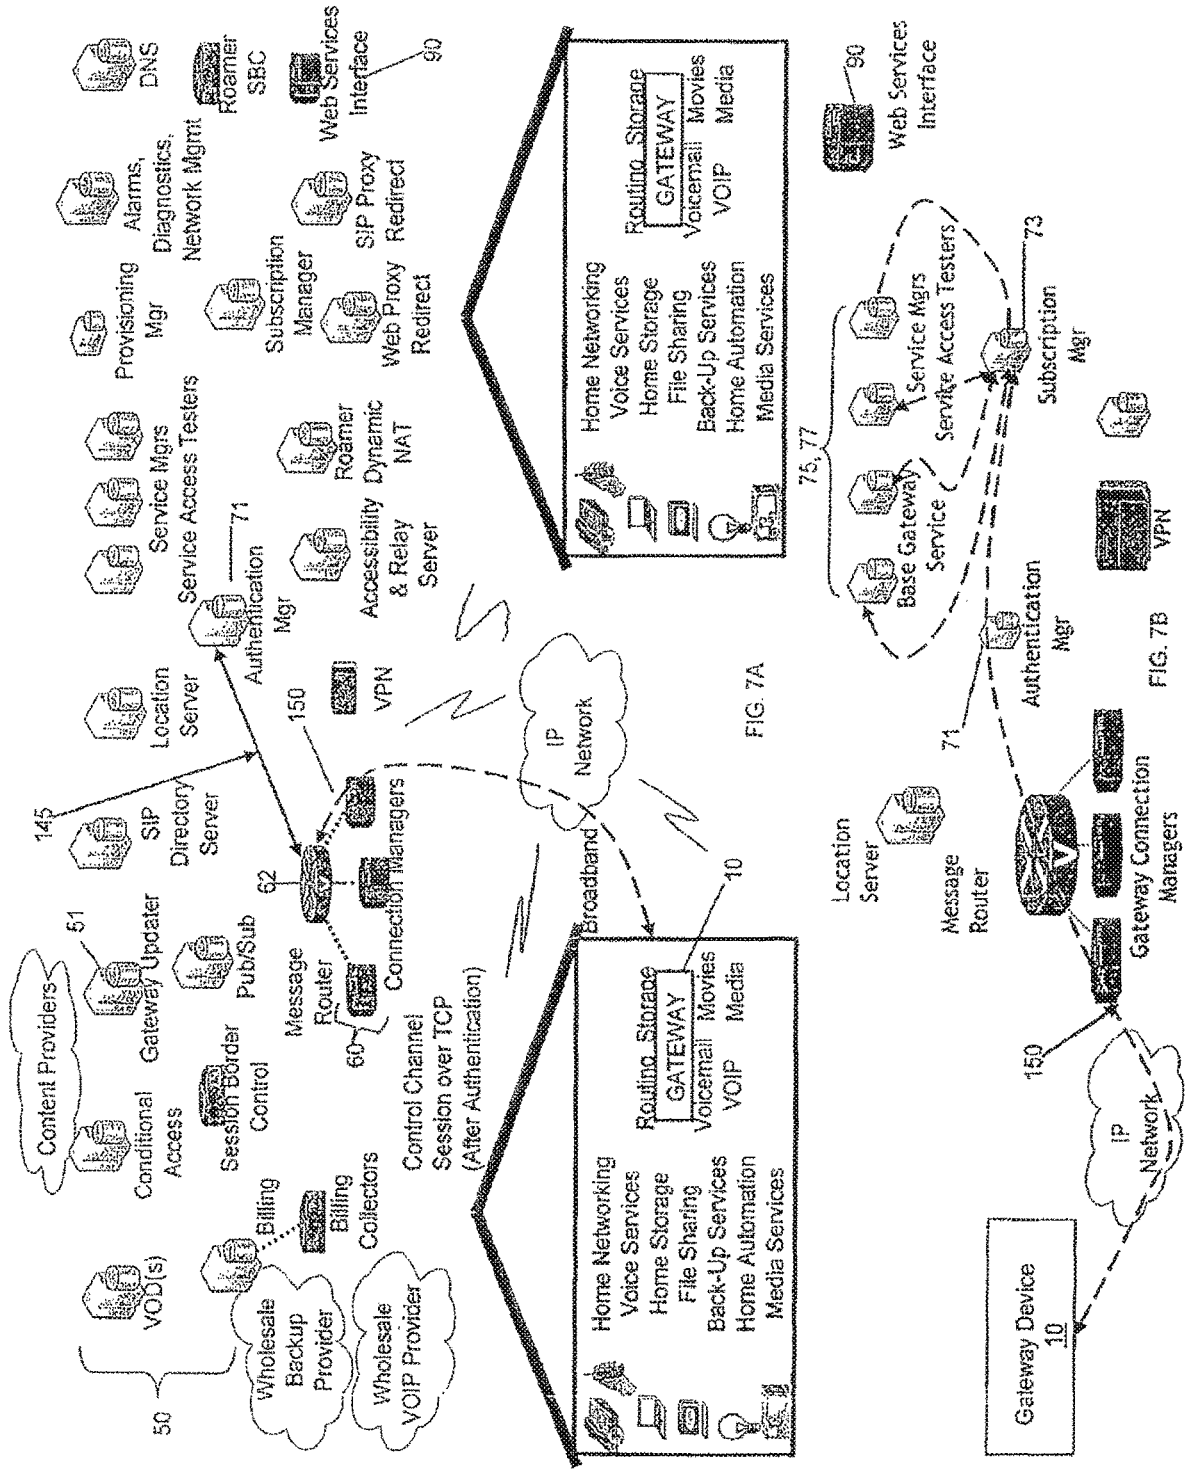 Content Providers
VOD(s)
Conditional
Access
Gateway Updater
51
SIP
Directory
Server
145
Location
Server
Service Mgrs
Service Access Testers
Provisioning
Mgr
Alarms,
Diagnostics,
Network Mgmt
DNS
50
Billing
Session Border
Control
Pub/Sub
62
Authentication
Mgr
71
Subscription
Manager
Roamer
SBC
Wholesale
Backup
Provider
Billing
Collectors
Message
Router
60
Connection Managers
150
VPN
Accessibility
& Relay
Server
Roamer
Dynamic
NAT
Web Proxy
Redirect
SIP Proxy
Redirect
Web Services
Interface
90
Wholesale
VOIP Provider
Control Channel
Session over TCP
(After Authentication)
IP
Network
Broadband
10
Home Networking
Voice Services
Home Storage
File Sharing
Back-Up Services
Home Automation
Media Services
Routing Storage
GATEWAY
Voicemail Movies
VOIP Media
Home Networking
Voice Services
Home Storage
File Sharing
Back-Up Services
Home Automation
Media Services
Routing Storage
GATEWAY
Voicemail Movies
VOIP Media
FIG. 7A
Location
Server
75, 77
Base Gateway
Service
Service Mgrs
Service Access Testers
90
Web Services
Interface
Message
Router
71
Authentication
Mgr
73
Subscription
Mgr
Gateway Device
10
150
IP
Network
Gateway Connection
Managers
VPN
FIG. 7B